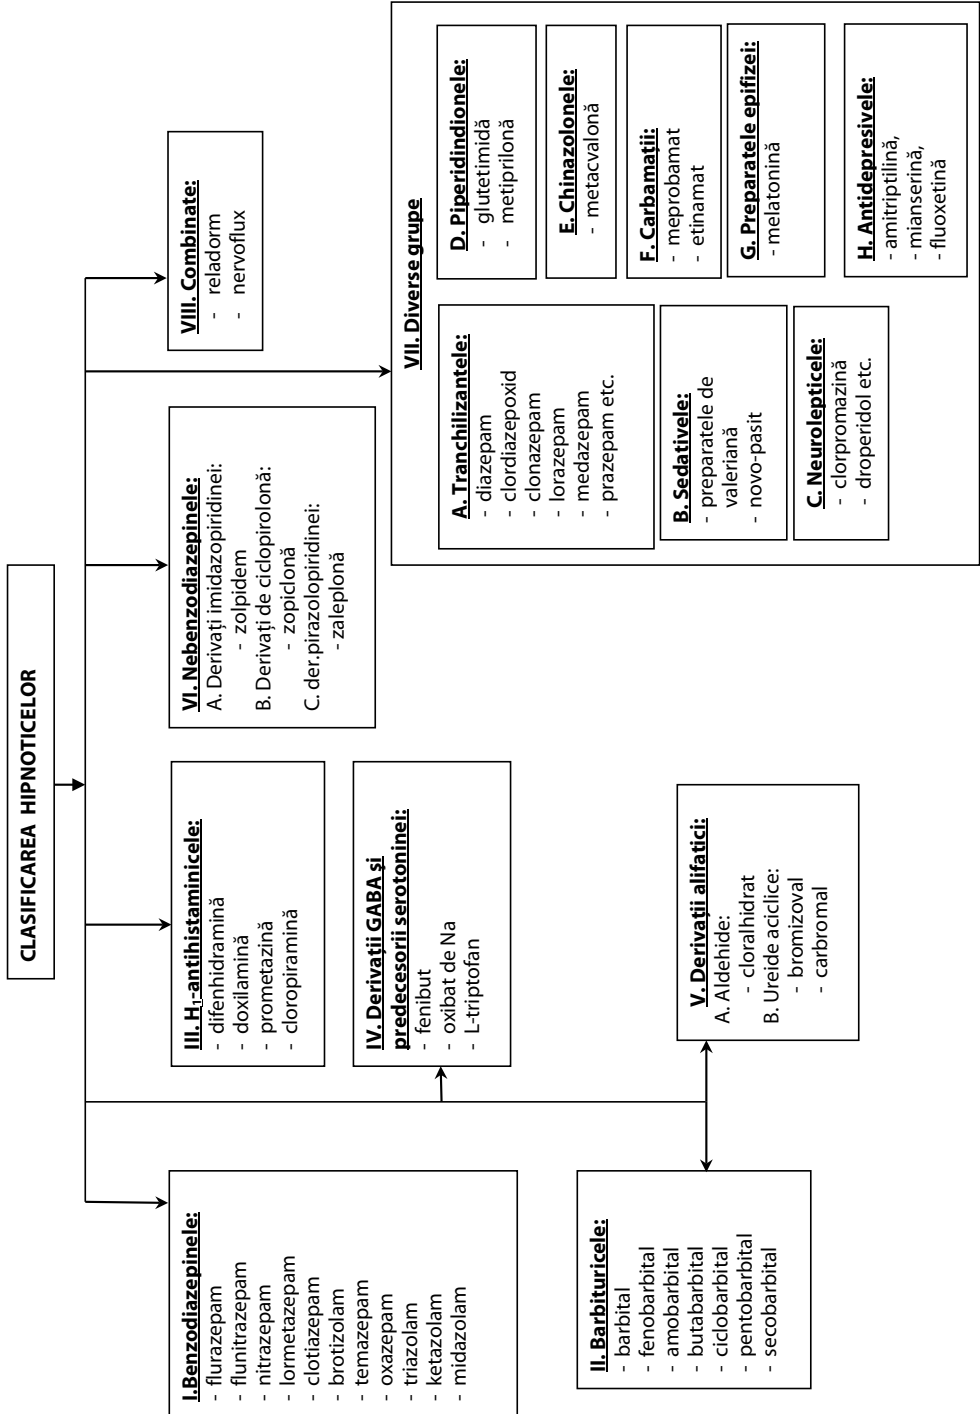 CLASIFICAREA HIPNOTICELOR
I.Benzodiazepinele:
- flurazepam
- flunitrazepam
- nitrazepam
- lormetazepam
- clotiazepam
- brotizolam
- temazepam
- oxazepam
- triazolam
- ketazolam
- midazolam
II. Barbituricele:
- barbital
- fenobarbital
- amobarbital
- butabarbital
- ciclobarbital
- pentobarbital
- secobarbital
III. H₁-antihistaminicele:
- difenhidramină
- doxilamină
- prometazină
- cloropiramină
IV. Derivații GABA și
predecesorii serotoninei:
- fenibut
- oxibat de Na
- L-triptofan
V. Derivații alifatici:
A. Aldehide:
- cloralhidrat
B. Ureide aciclice:
- bromizoval
- carbromal
VI. Nebenzodiazepinele:
A. Derivați imidazopiridinei:
- zolpidem
B. Derivați de ciclopirolonă:
- zopiclonă
C. der.pirazolopiridinei:
- zaleplonă
VIII. Combinate:
- reladorm
- nervoflux
VII. Diverse grupe
A. Tranchilizantele:
- diazepam
- clordiazepoxid
- clonazepam
- lorazepam
- medazepam
- prazepam etc.
B. Sedativele:
- preparatele de
valeriană
- novo-pasit
C. Neurolepticele:
- clorpromazină
- droperidol etc.
D. Piperidindionele:
- glutetimidă
- metiprilonă
E. Chinazolonele:
- metacvalonă
F. Carbamații:
- meprobamat
- etinamat
G. Preparatele epifizei:
- melatonină
H. Antidepresivele:
- amitriptilină,
- mianserină,
- fluoxetină